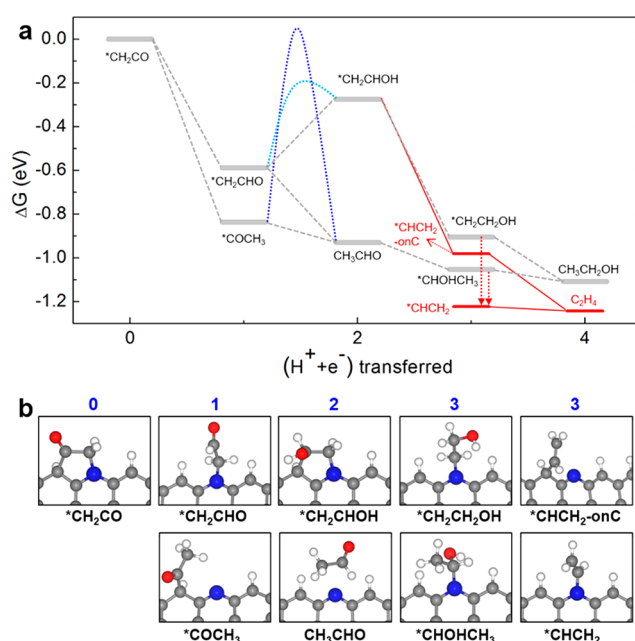 a
0.0
-0.2
-0.4
-0.6
-0.8
-1.0
-1.2
ΔG (eV)
*CH₂CO
*CH₂CHOH
*CH₂CHO
*COCH₃
CH₃CHO
*CHCH₂
-onC
*CH₂CH₂OH
*CHOHCH₃
CH₃CH₂OH
*CHCH₂
C₂H₄
0
2
4
(H⁺+e⁻) transferred
b
0
1
2
3
3
*CH₂CO
*CH₂CHO
*CH₂CHOH
*CH₂CH₂OH
*CHCH₂-onC
*COCH₃
CH₃CHO
*CHOHCH₃
*CHCH₂